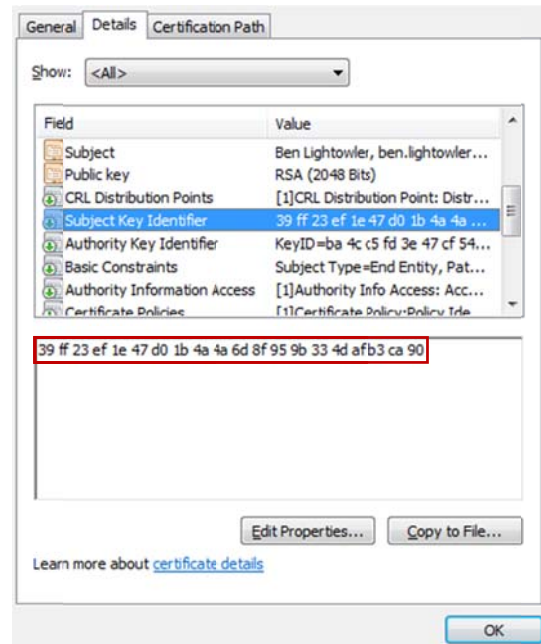 General Details Certification Path
Show: <All>
Field Value
Subject Ben Lightowler, ben.lightowler...
Public key RSA (2048 Bits)
CRL Distribution Points [1]CRL Distribution Point: Distr...
Subject Key Identifier 39 ff 23 ef 1e 47 d0 1b 4a 4a ...
Authority Key Identifier KeyID=ba 4c c5 fd 3e 47 cf 54...
Basic Constraints Subject Type=End Entity, Pat...
Authority Information Access [1]Authority Info Access: Acc...
Certificate Policies [1]Certificate Policy:Policy Ide...
39 ff 23 ef 1e 47 d0 1b 4a 4a 6d 8f 95 9b 33 4d afb3 ca 90
Edit Properties... Copy to File...
Learn more about certificate details
OK